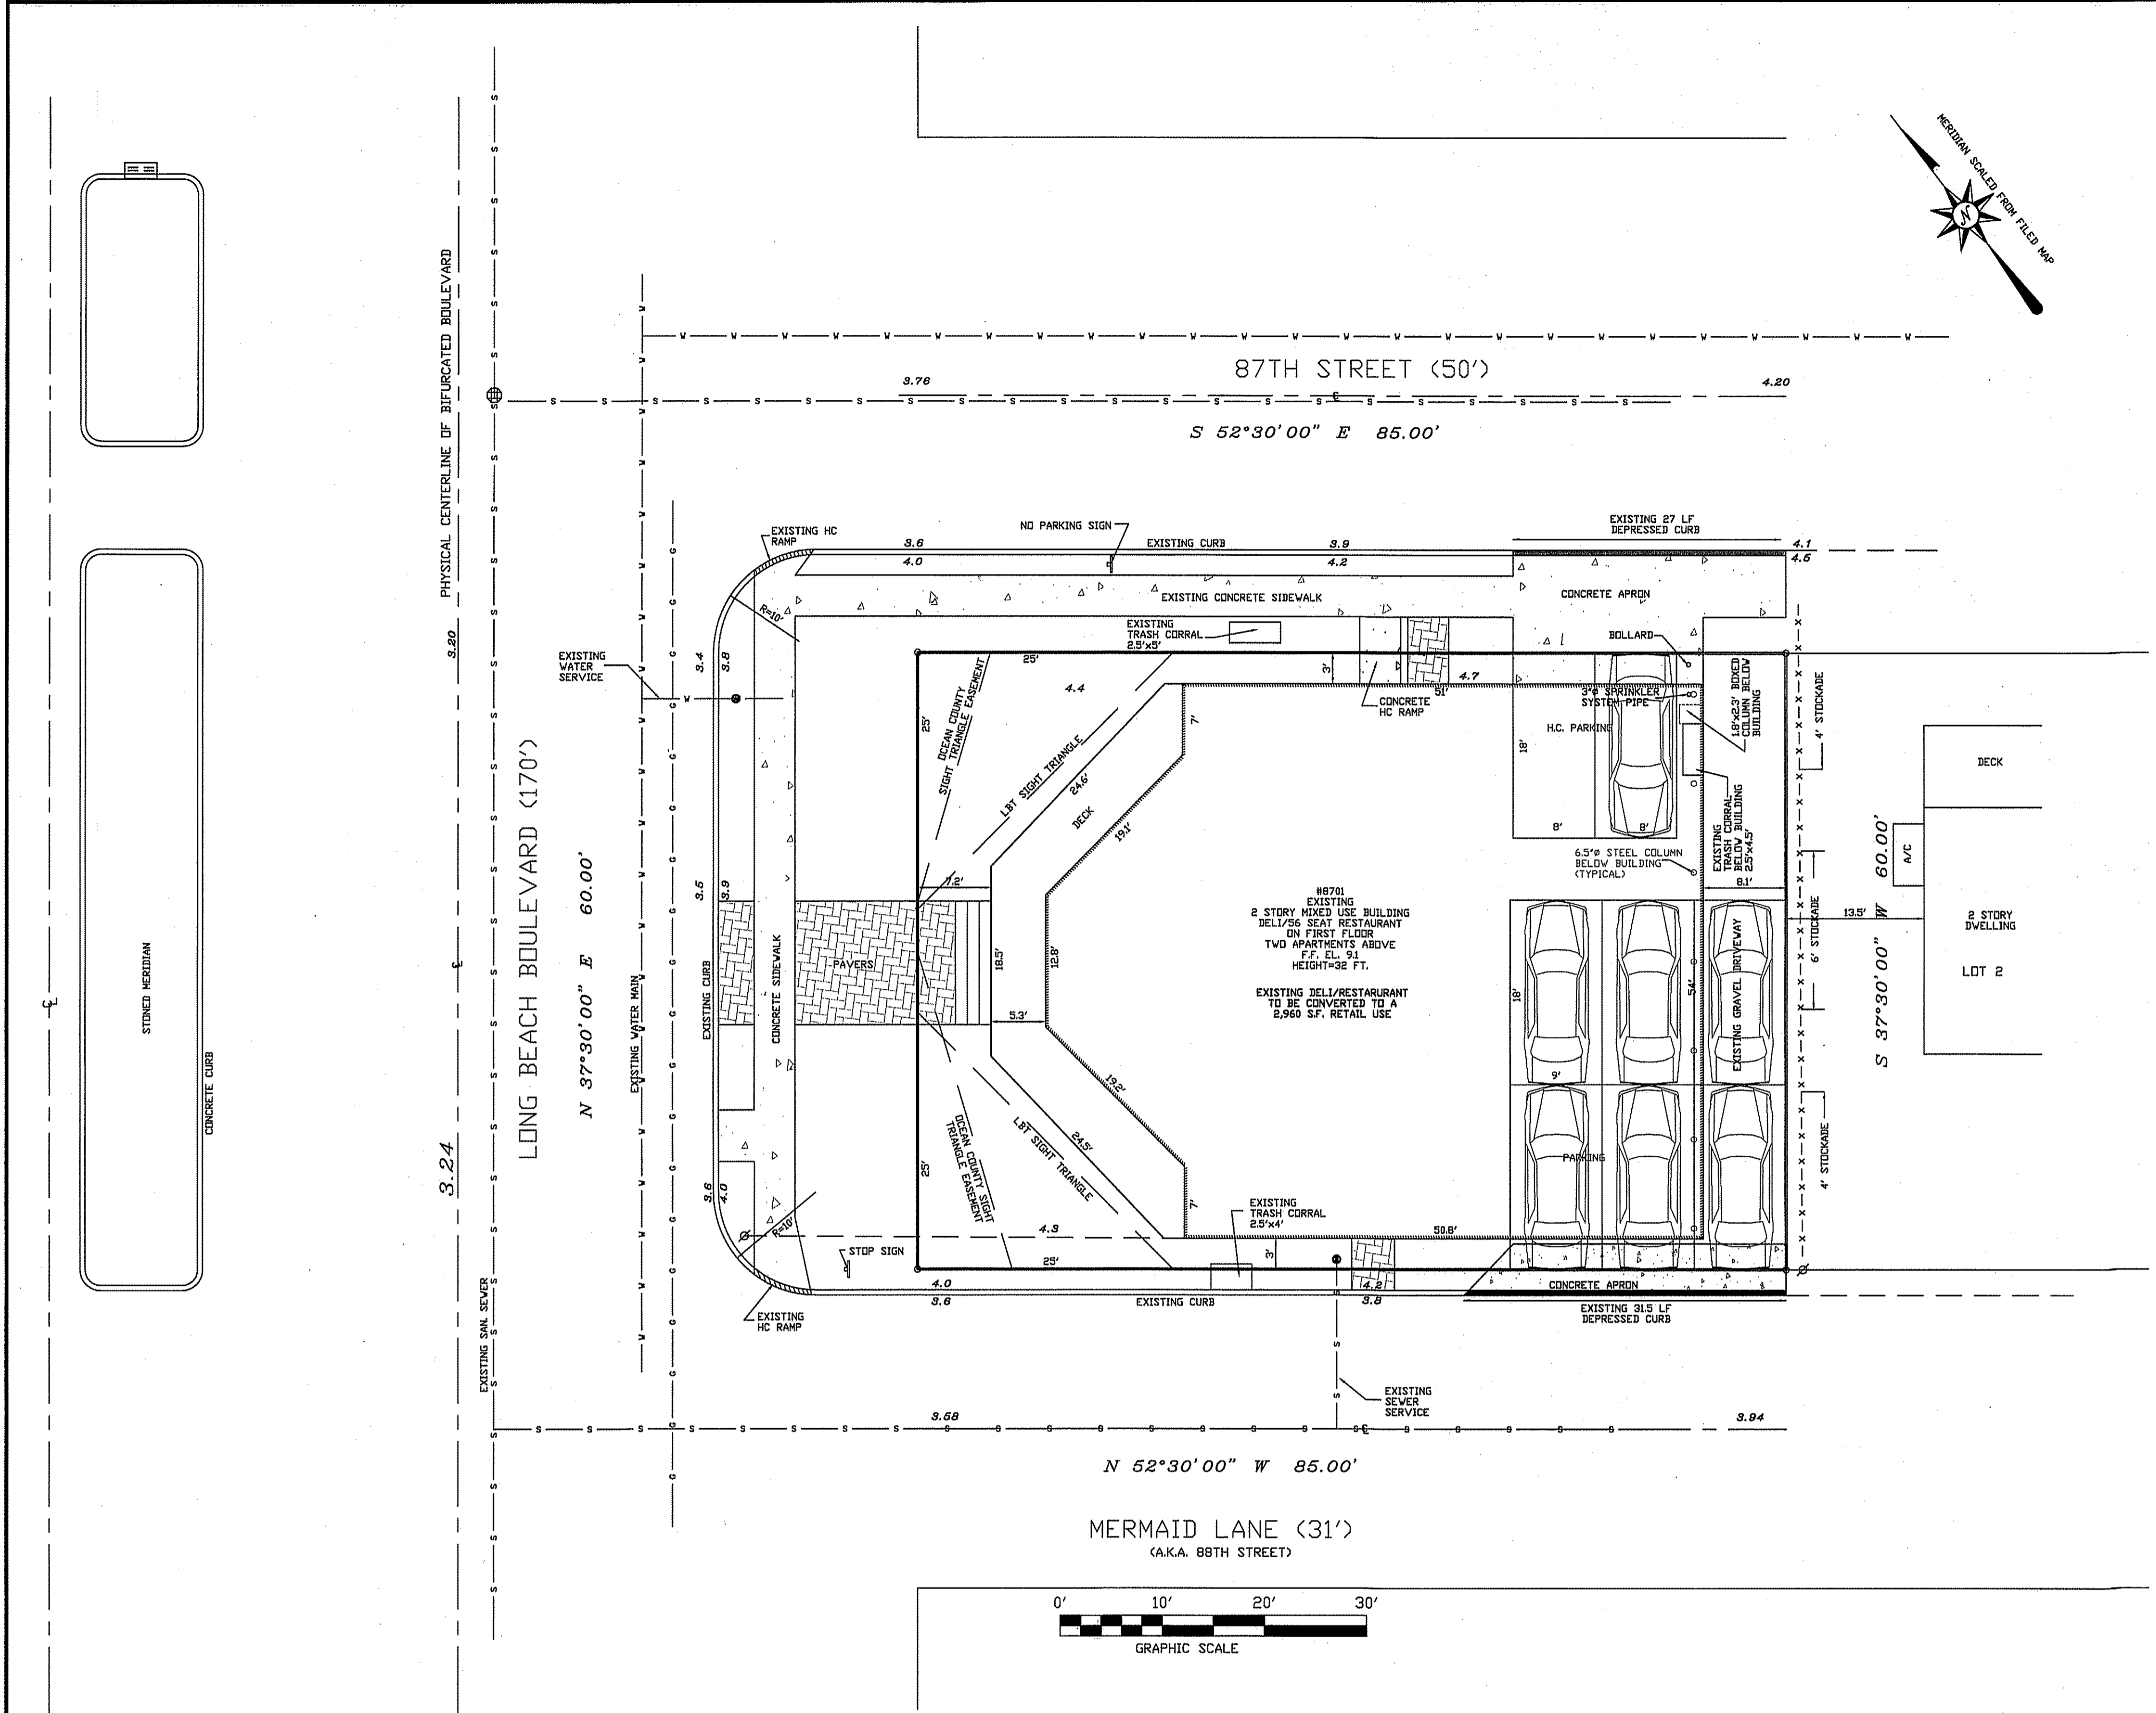 MERIDIAN SCALED FROM FILED MAP
N
87TH STREET (50')
3.76
4.20
S 52°30'00" E 85.00'
PHYSICAL CENTERLINE OF BIFURCATED BOULEVARD
3.20
3.24
STONED MERIDIAN
CONCRETE CURB
EXISTING SAN. SEWER
LONG BEACH BOULEVARD (170')
N 37°30'00" E 60.00'
EXISTING WATER MAIN
EXISTING
WATER
SERVICE
EXISTING HC
RAMP
NO PARKING SIGN
3.6
EXISTING CURB
3.9
4.0
4.2
EXISTING 27 LF
DEPRESSED CURB
4.1
4.5
EXISTING CONCRETE SIDEWALK
CONCRETE APRON
R=10'
EXISTING
TRASH CORRAL
2.5'x5'
BOLLARD
25'
3'
4.7
51'
CONCRETE
HC RAMP
3"Ø SPRINKLER
SYSTEM PIPE
1.8'x2.3' BOXED
COLUMN BELOW
BUILDING
4' STOCKADE
3.4
3.8
25'
OCEAN COUNTY
SIGHT TRIANGLE EASEMENT
4.4
LBT SIGHT TRIANGLE
24.6'
DECK
19.1'
7'
H.C. PARKING
18'
8'
8'
EXISTING
TRASH CORRAL
BELOW BUILDING
2.5'x4.5'
6.5"Ø STEEL COLUMN
BELOW BUILDING
(TYPICAL)
8.1'
DECK
A/C
S 37°30'00" W 60.00'
13.5'
2 STORY
DWELLING
LOT 2
6' STOCKADE
3.5
3.9
7.2'
EXISTING CURB
CONCRETE SIDEWALK
PAVERS
18.5'
12.8'
5.3'
#8701
EXISTING
2 STORY MIXED USE BUILDING
DELI/56 SEAT RESTAURANT
ON FIRST FLOOR
TWO APARTMENTS ABOVE
F.F. EL. 9.1
HEIGHT=32 FT.
EXISTING DELI/RESTARURANT
TO BE CONVERTED TO A
2,960 S.F. RETAIL USE
18'
54'
EXISTING GRAVEL DRIVEWAY
9'
PARKING
4' STOCKADE
3.6
4.0
25'
OCEAN COUNTY SIGHT
TRIANGLE EASEMENT
LBT SIGHT TRIANGLE
24.5'
19.2'
7'
R=10'
STOP SIGN
4.3
25'
EXISTING
TRASH CORRAL
2.5'x4'
3'
50.8'
4.0
3.6
EXISTING CURB
4.2
3.8
CONCRETE APRON
EXISTING 31.5 LF
DEPRESSED CURB
EXISTING
HC RAMP
EXISTING
SEWER
SERVICE
3.58
3.94
N 52°30'00" W 85.00'
MERMAID LANE (31')
(A.K.A. 88TH STREET)
0' 10' 20' 30'
GRAPHIC SCALE